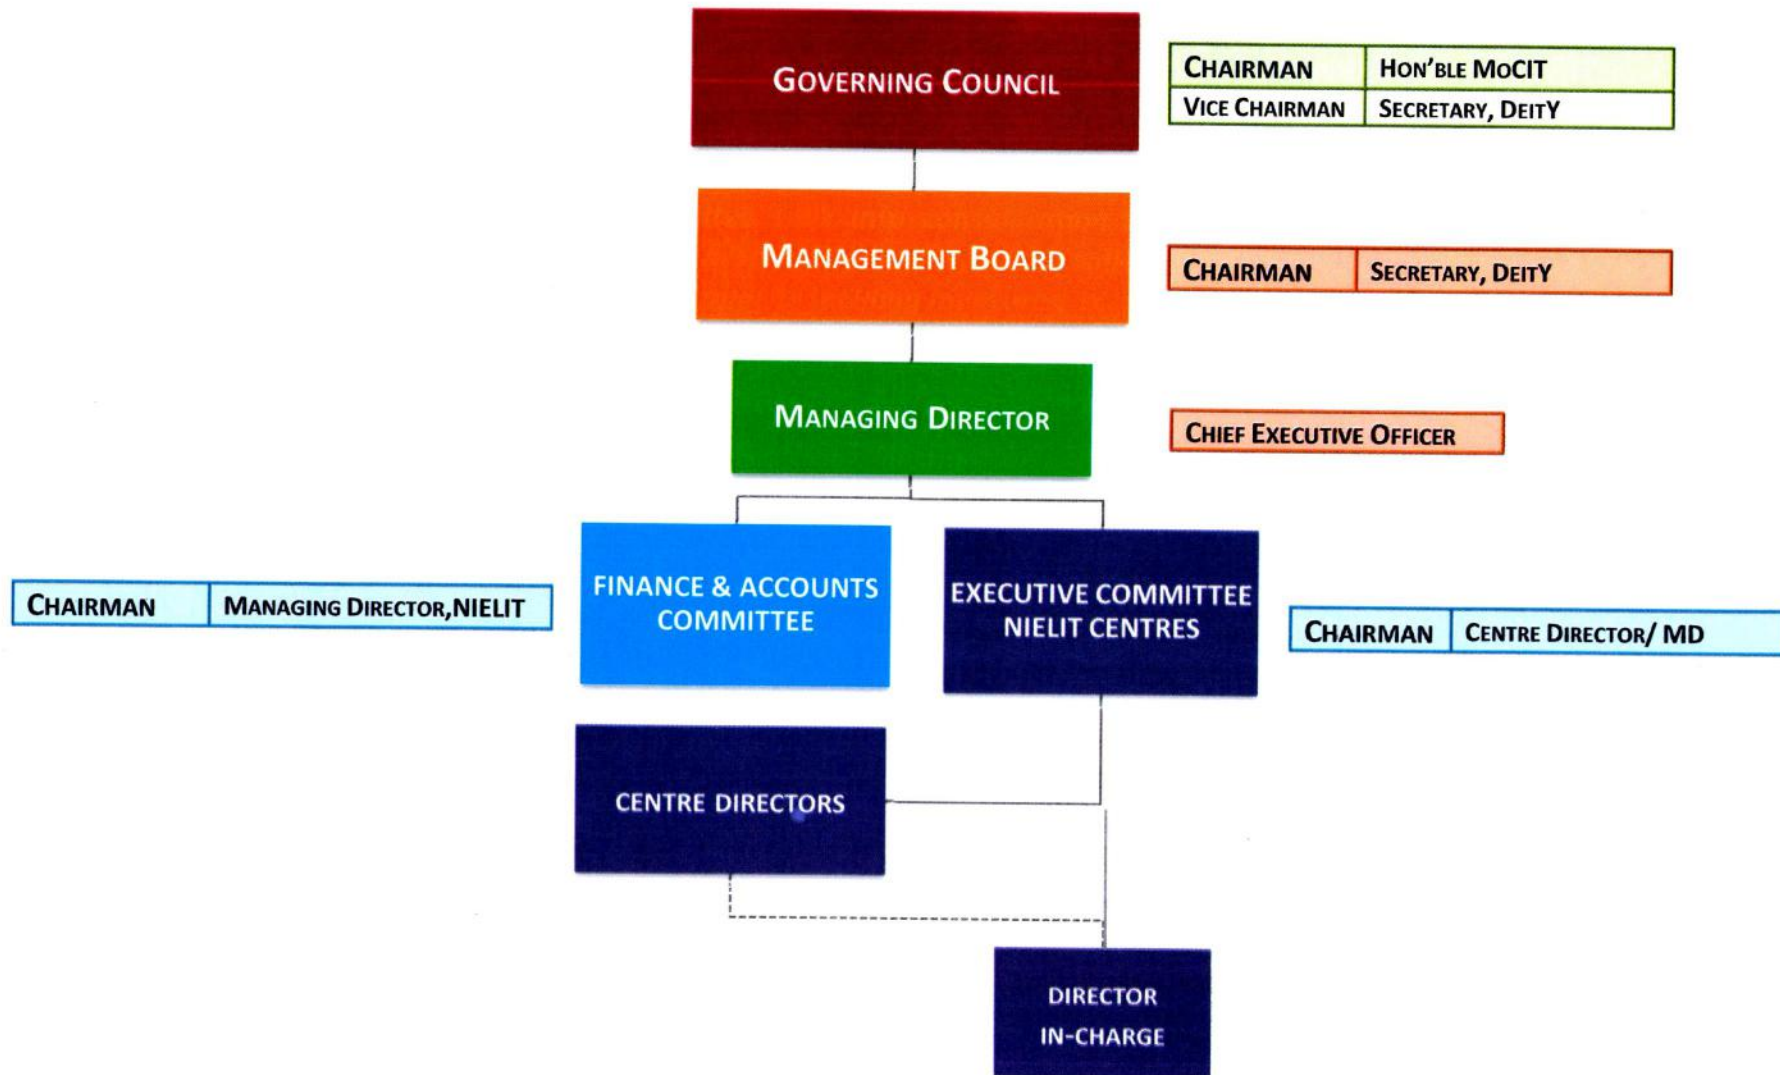 GOVERNING COUNCIL
CHAIRMAN HON'BLE MOCIT
VICE CHAIRMAN SECRETARY, DEITY
MANAGEMENT BOARD
CHAIRMAN SECRETARY, DEITY
MANAGING DIRECTOR
CHIEF EXECUTIVE OFFICER
FINANCE & ACCOUNTS
COMMITTEE
CHAIRMAN MANAGING DIRECTOR,NIELIT
EXECUTIVE COMMITTEE
NIELIT CENTRES
CHAIRMAN CENTRE DIRECTOR/ MD
CENTRE DIRECTORS
DIRECTOR
IN-CHARGE